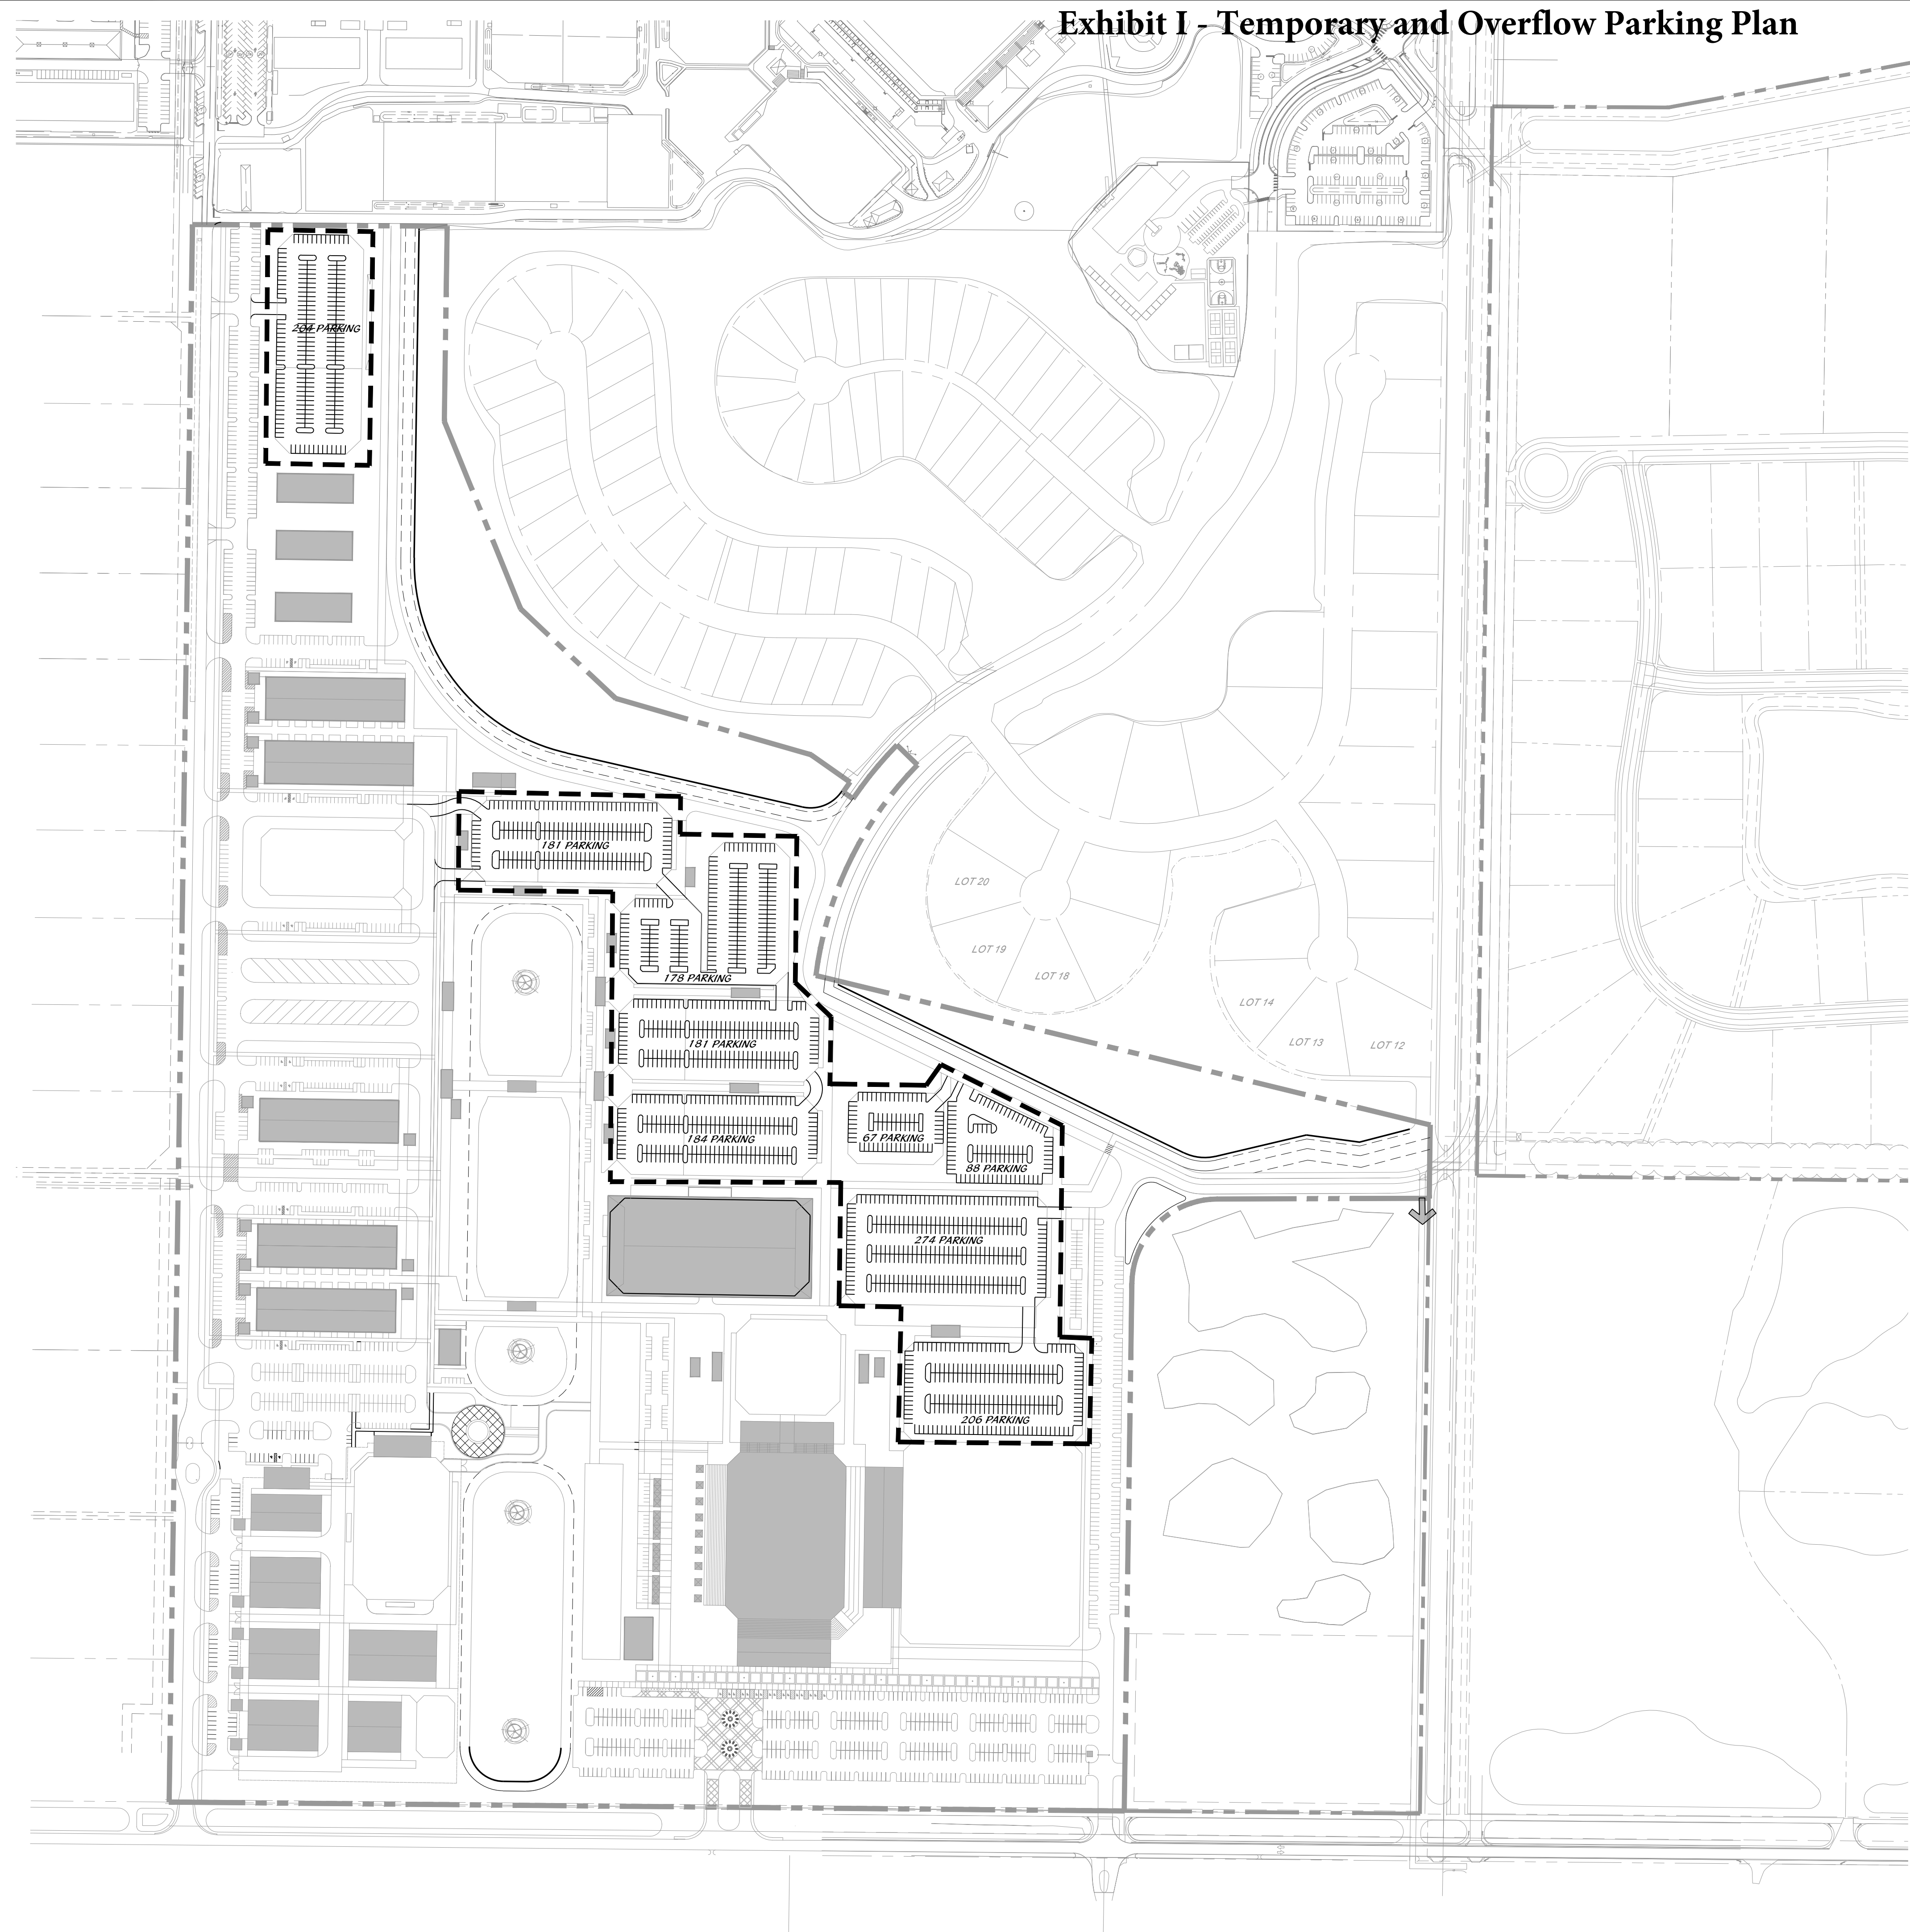 Exhibit I - Temporary and Overflow Parking Plan
204 PARKING
181 PARKING
LOT 20
LOT 19
LOT 18
178 PARKING
LOT 14
181 PARKING
LOT 13
LOT 12
184 PARKING
67 PARKING
88 PARKING
274 PARKING
206 PARKING